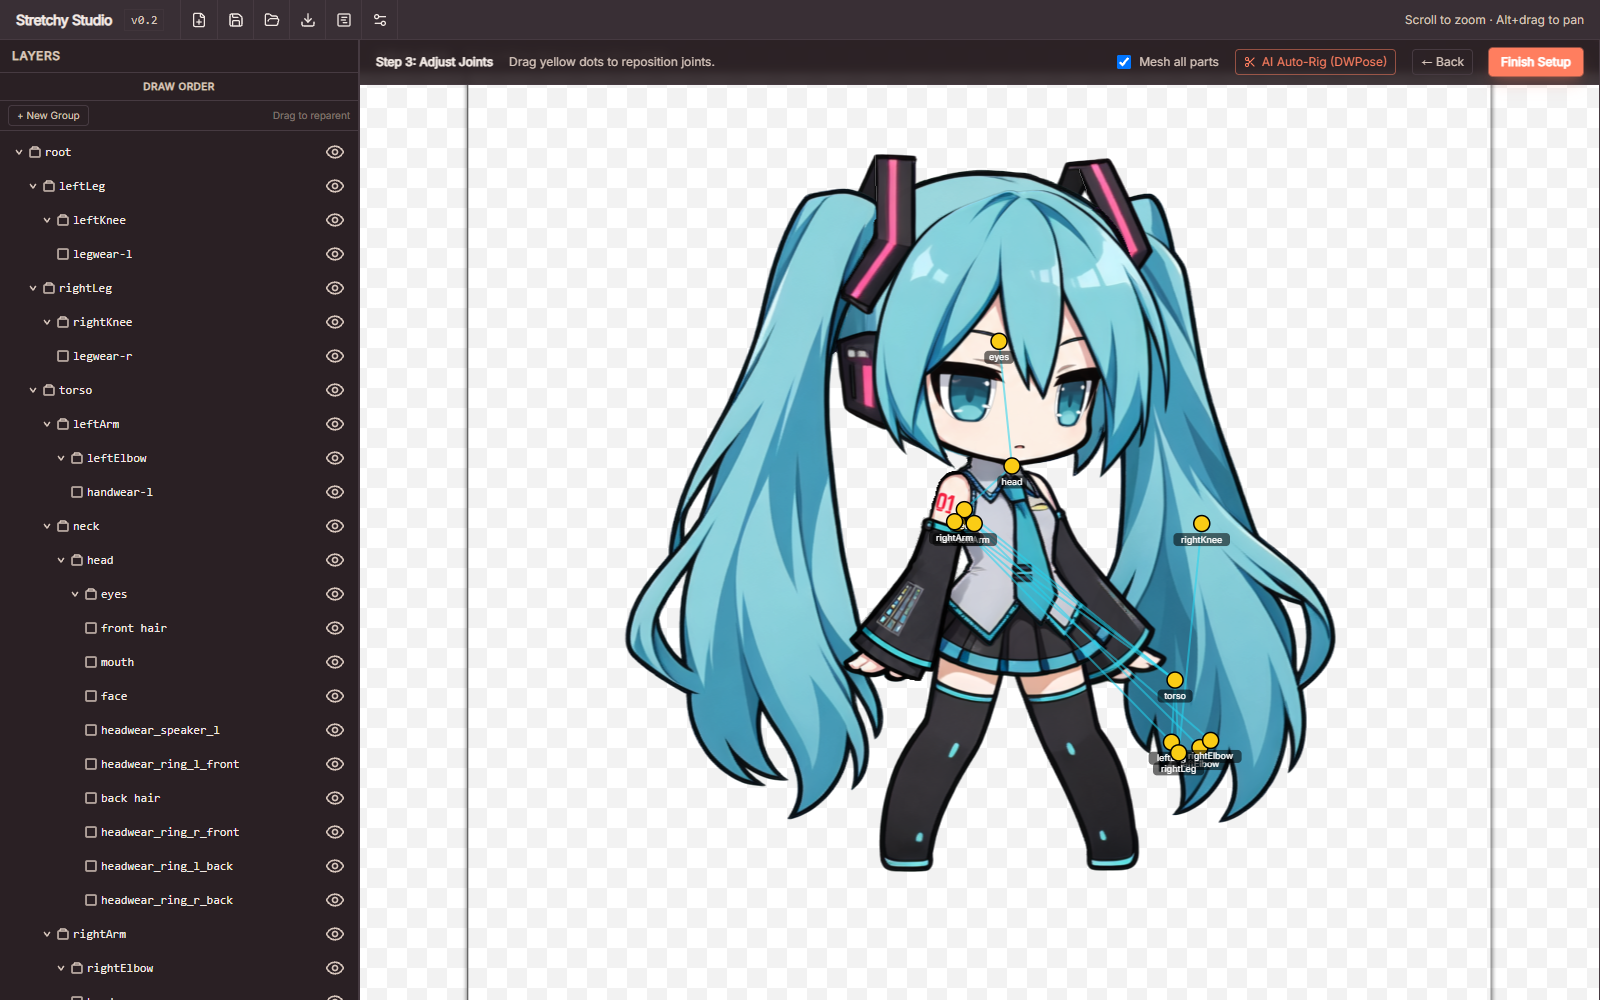 Stretchy Studio v0.2
Scroll to zoom · Alt+drag to pan
LAYERS
Step 3: Adjust Joints Drag yellow dots to reposition joints.
Mesh all parts
AI Auto-Rig (DWPose)
← Back
Finish Setup
DRAW ORDER
+ New Group
Drag to reparent
root
leftLeg
leftKnee
legwear-l
rightLeg
rightKnee
legwear-r
torso
leftArm
leftElbow
handwear-l
neck
head
eyes
front hair
mouth
face
headwear_speaker_l
headwear_ring_l_front
back hair
headwear_ring_r_front
headwear_ring_l_back
headwear_ring_r_back
rightArm
rightElbow
eyes
head
01
rightArm
rightKnee
torso
rightLeg